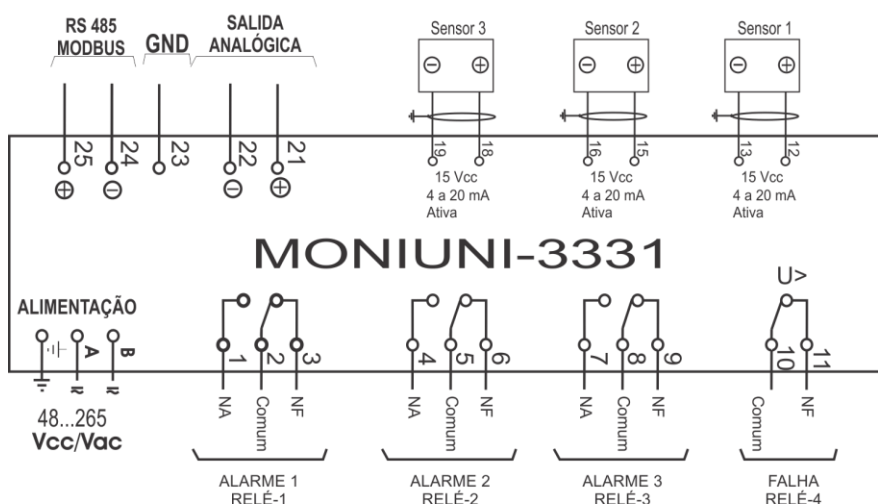 RS 485
MODBUS
GND
SALIDA
ANALÓGICA
Sensor 3
Sensor 2
Sensor 1
25
24
23
22
21
19
18
16
15
13
12
15 Vcc
4 a 20 mA
Ativa
15 Vcc
4 a 20 mA
Ativa
15 Vcc
4 a 20 mA
Ativa
MONIUNI-3331
U>
ALIMENTAÇÃO
A
B
1
2
3
4
5
6
7
8
9
10
11
NA
Comum
NF
NA
Comum
NF
NA
Comum
NF
Comum
NF
48...265
Vcc/Vac
ALARME 1
RELÉ-1
ALARME 2
RELÉ-2
ALARME 3
RELÉ-3
FALHA
RELÉ-4